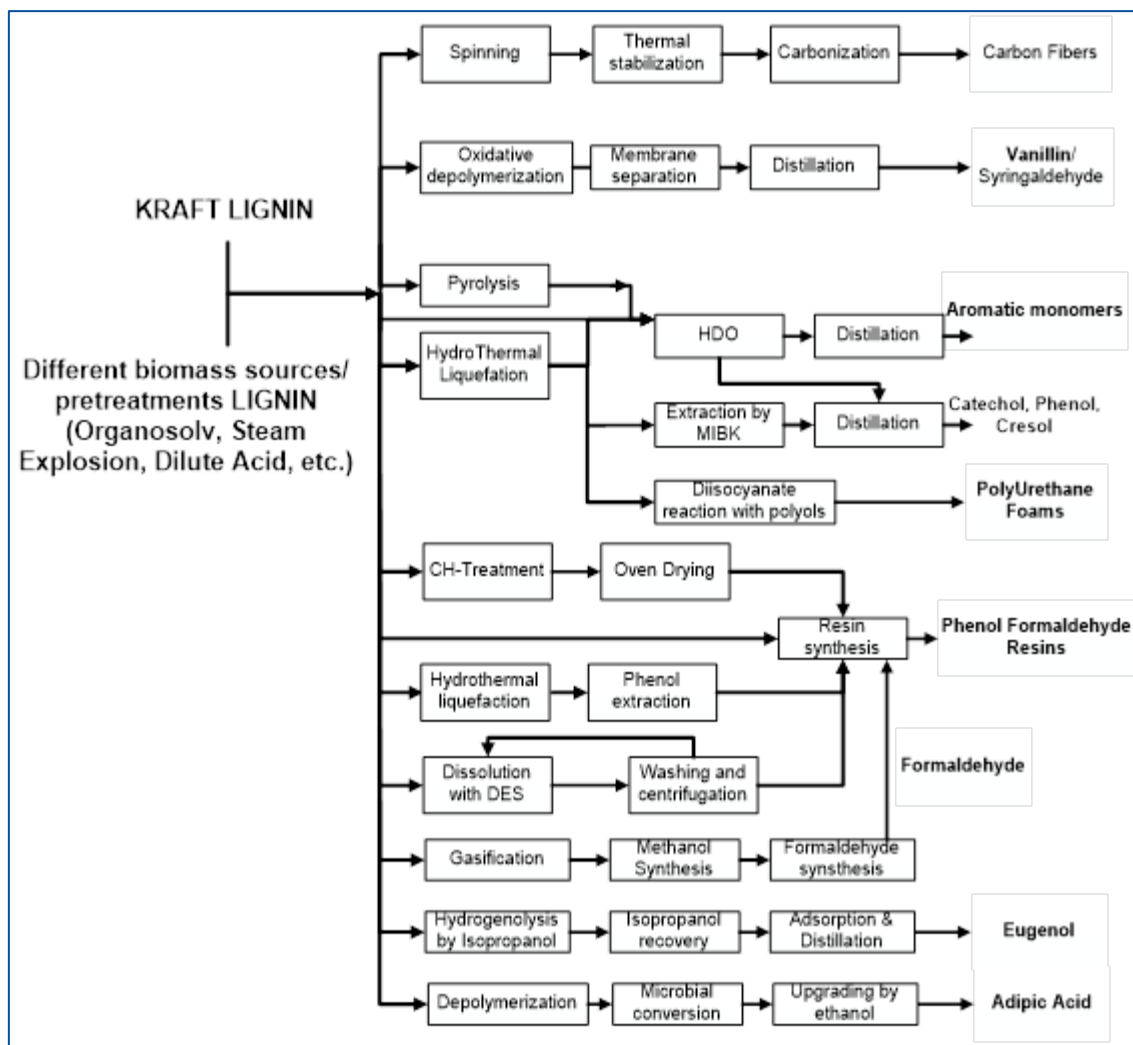 Spinning
Thermal
stabilization
Carbonization
Carbon Fibers
Oxidative
depolymerization
Membrane
separation
Distillation
Vanillin/
Syringaldehyde
KRAFT LIGNIN
Different biomass sources/
pretreatments LIGNIN
(Organosolv, Steam
Explosion, Dilute Acid, etc.)
Pyrolysis
HydroThermal
Liquefation
HDO
Distillation
Aromatic monomers
Extraction by
MIBK
Distillation
Catechol, Phenol,
Cresol
Diisocyanate
reaction with polyols
PolyUrethane
Foams
CH-Treatment
Oven Drying
Resin
synthesis
Phenol Formaldehyde
Resins
Hydrothermal
liquefaction
Phenol
extraction
Dissolution
with DES
Washing and
centrifugation
Formaldehyde
Gasification
Methanol
Synthesis
Formaldehyde
synsthesis
Hydrogenolysis
by Isopropanol
Isopropanol
recovery
Adsorption &
Distillation
Eugenol
Depolymerization
Microbial
conversion
Upgrading by
ethanol
Adipic Acid